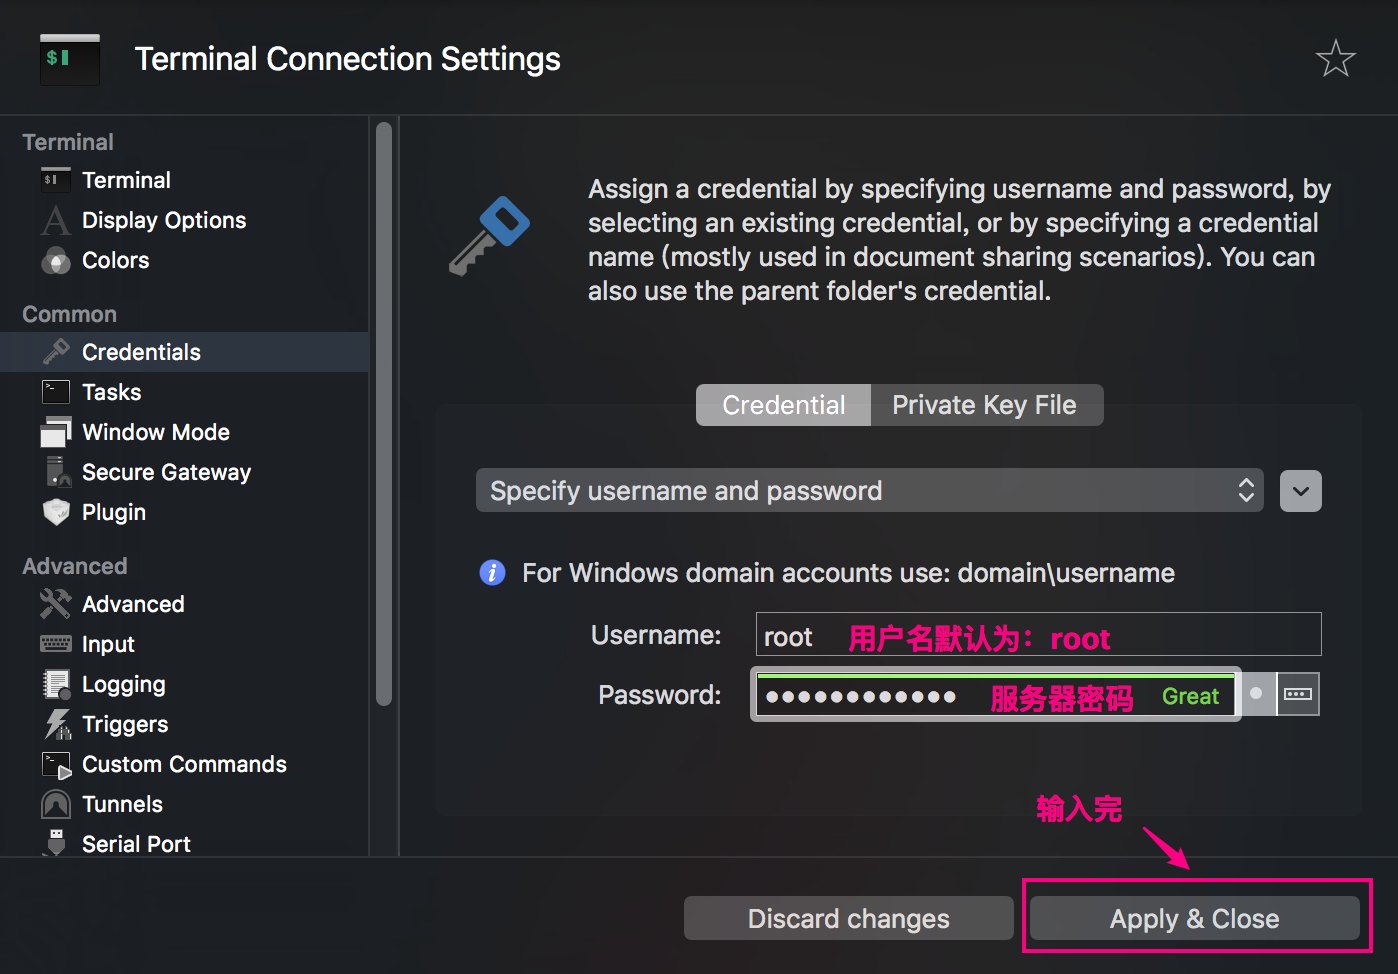 Terminal Connection Settings
Terminal
Terminal
Display Options
Colors
Common
Credentials
Tasks
Window Mode
Secure Gateway
Plugin
Advanced
Advanced
Input
Logging
Triggers
Custom Commands
Tunnels
Serial Port
Assign a credential by specifying username and password, by
selecting an existing credential, or by specifying a credential
name (mostly used in document sharing scenarios). You can
also use the parent folder's credential.
Credential Private Key File
Specify username and password
For Windows domain accounts use: domain\username
Username: root 用户名默认为：root
Password: ●●●●●●●●●●●● 服务器密码 Great
输入完
Discard changes Apply & Close